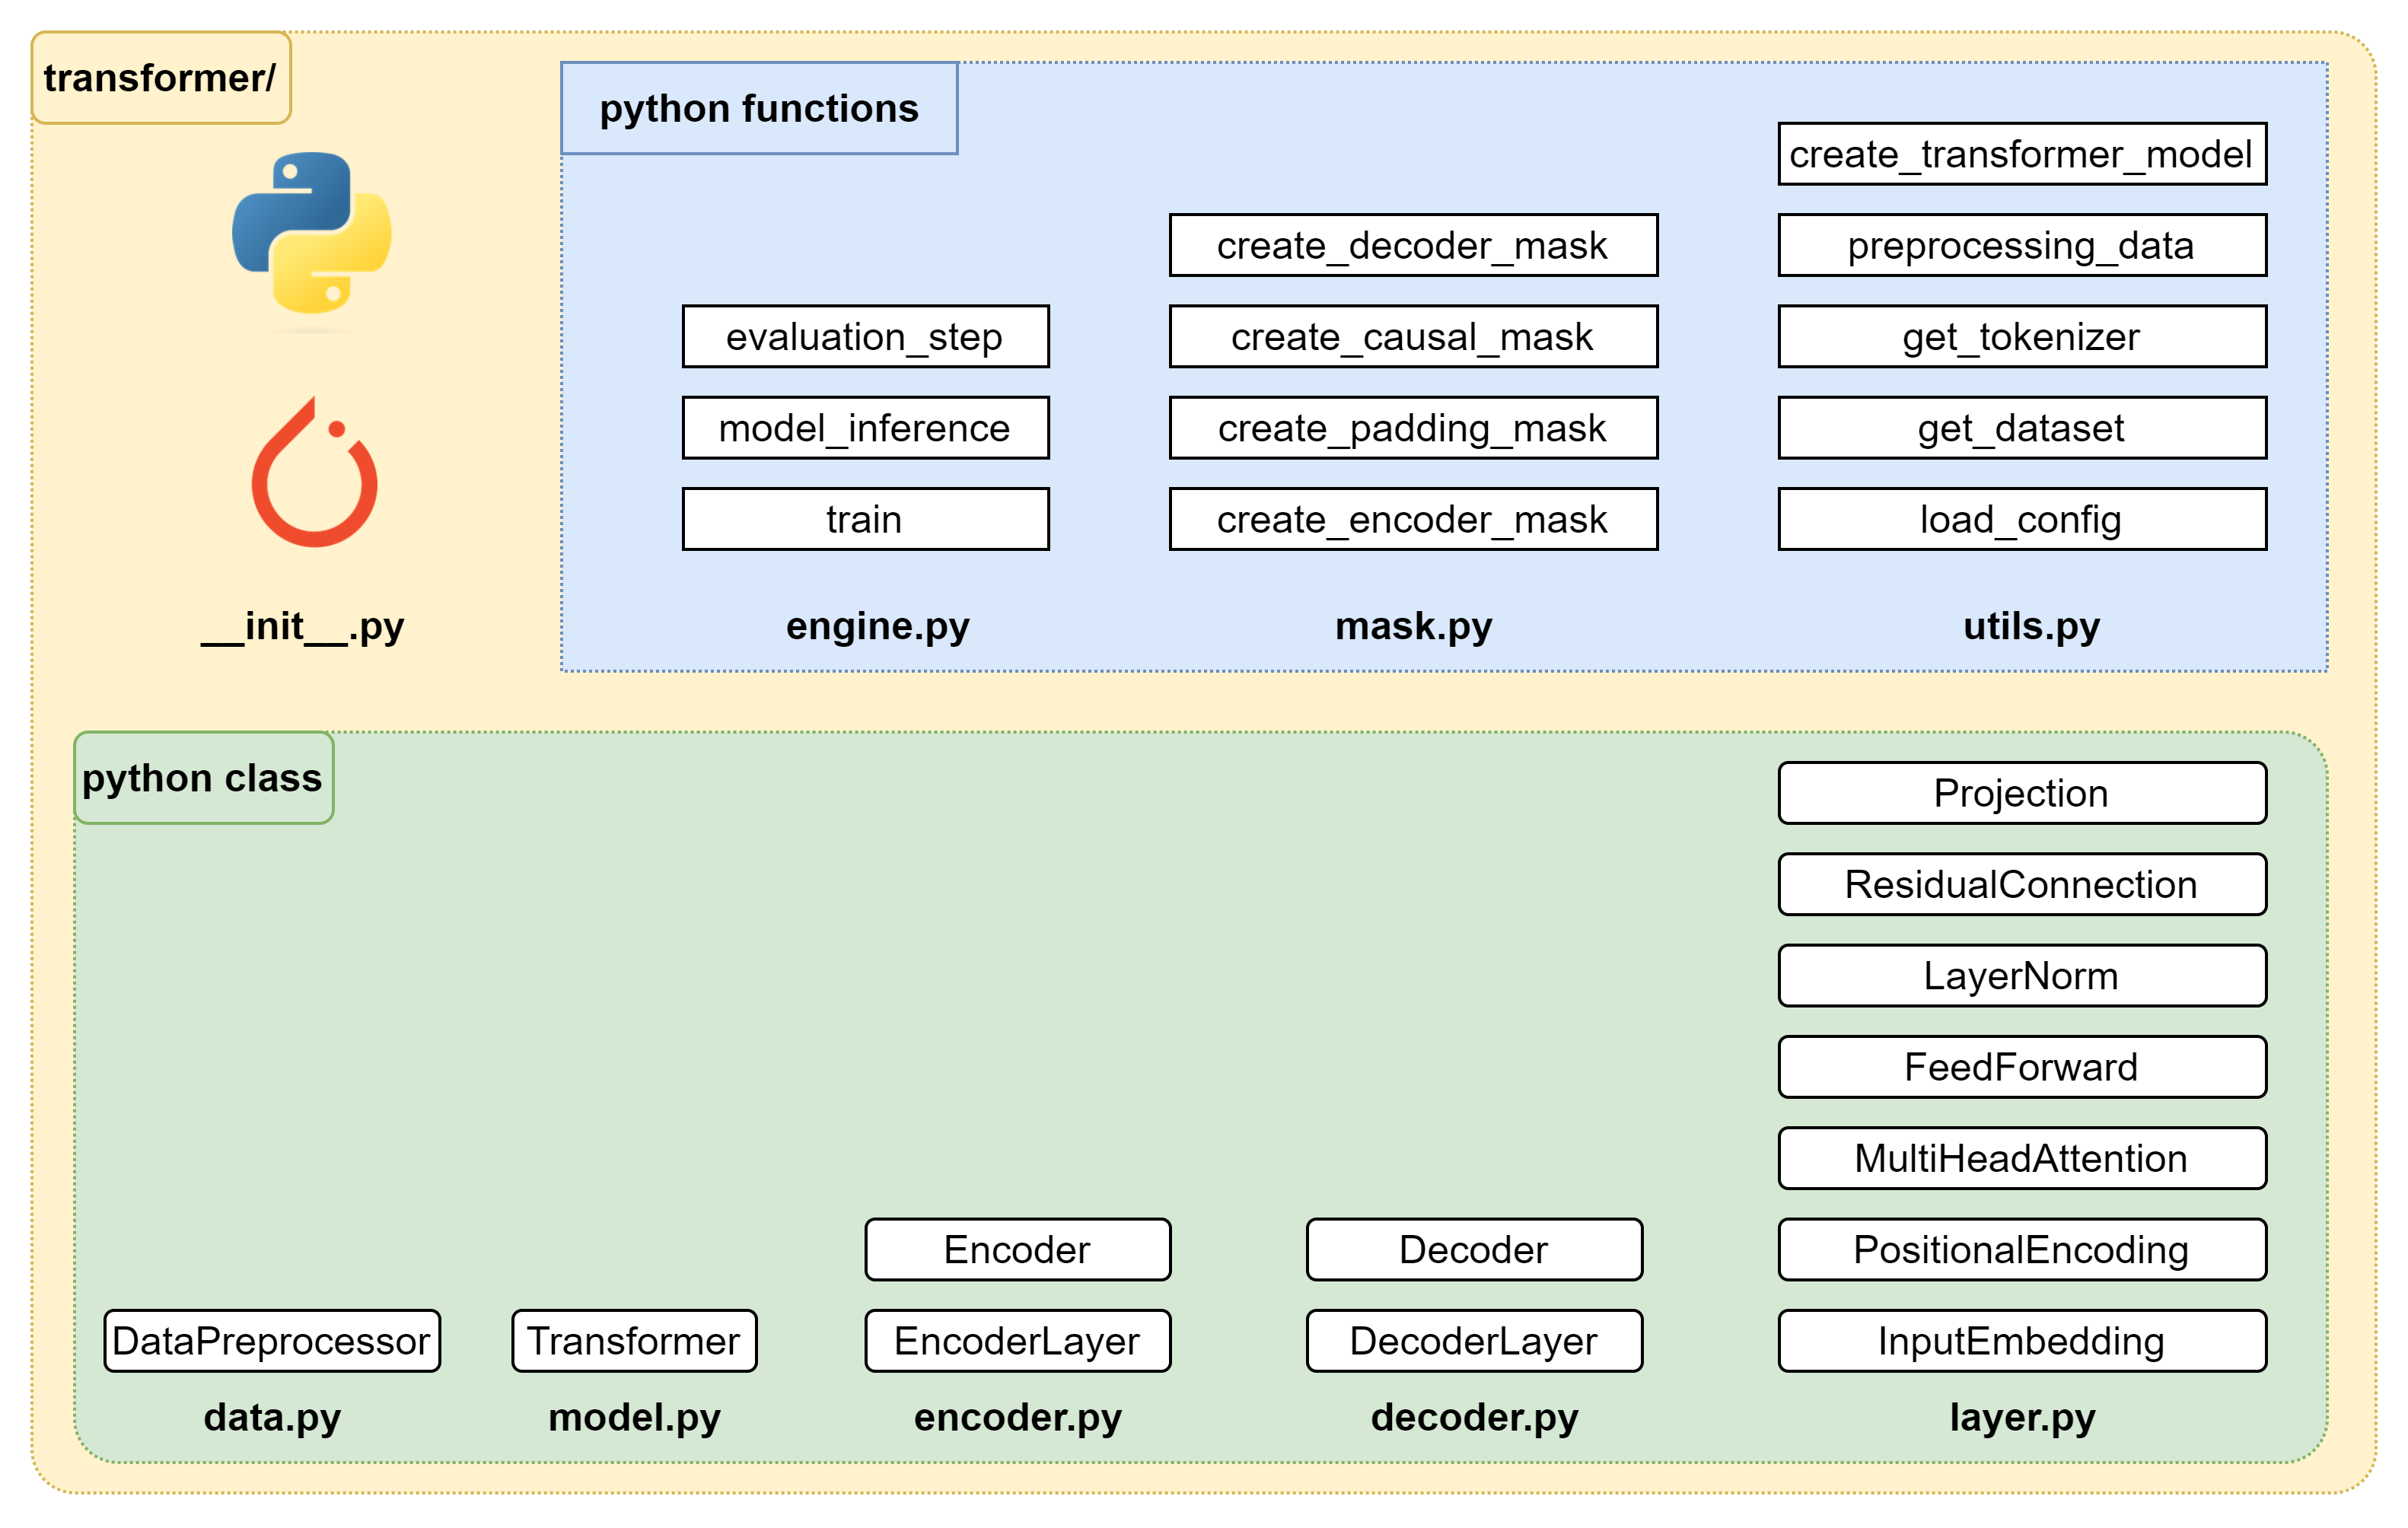 transformer/
python functions
create_transformer_model
create_decoder_mask
preprocessing_data
evaluation_step
create_causal_mask
get_tokenizer
model_inference
create_padding_mask
get_dataset
train
create_encoder_mask
load_config
__init__.py
engine.py
mask.py
utils.py
python class
Projection
ResidualConnection
LayerNorm
FeedForward
MultiHeadAttention
Encoder
Decoder
PositionalEncoding
DataPreprocessor
Transformer
EncoderLayer
DecoderLayer
InputEmbedding
data.py
model.py
encoder.py
decoder.py
layer.py